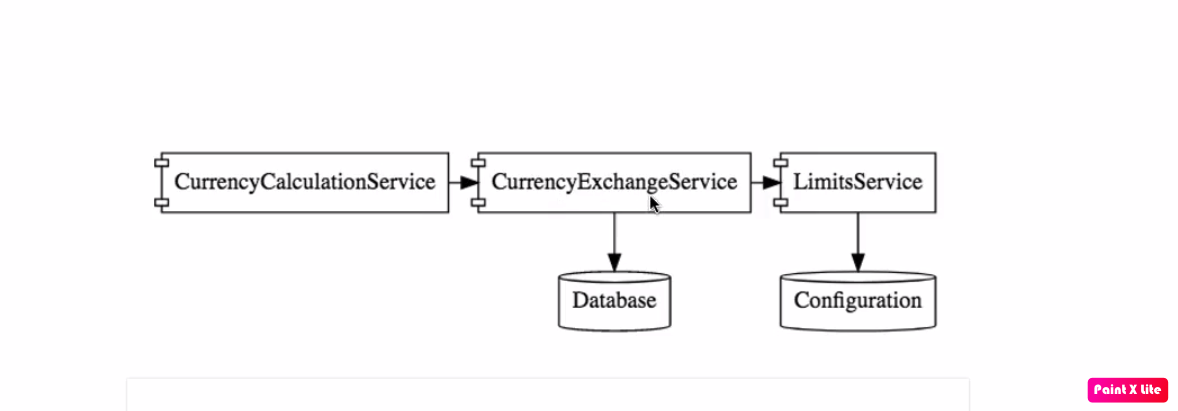 CurrencyCalculationService
CurrencyExchangeService
LimitsService
Database
Configuration
Paint X Lite